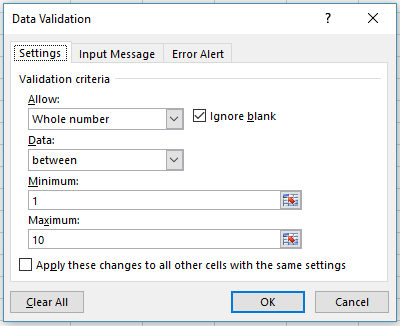 Data Validation ?
Settings Input Message Error Alert
Validation criteria
Allow:
Whole number Ignore blank
Data:
between
Minimum:
1
Maximum:
10
Apply these changes to all other cells with the same settings
Clear All OK Cancel